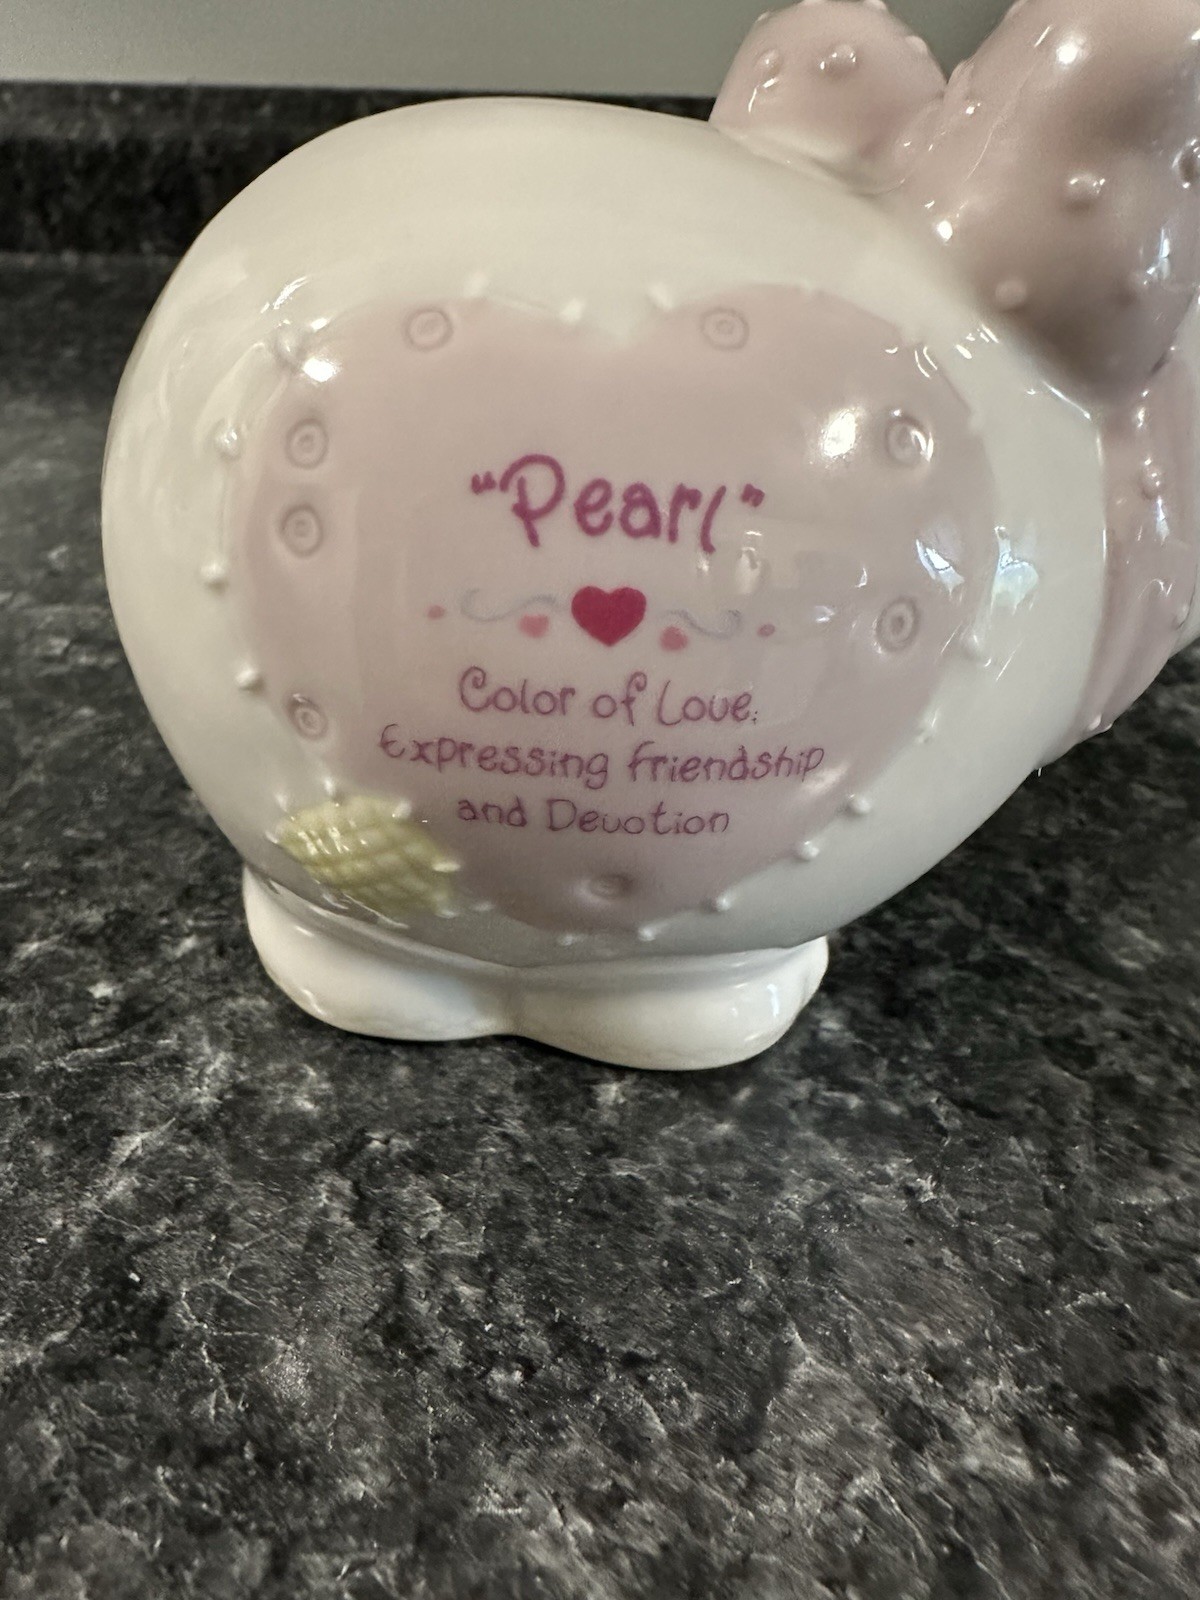 "Pearl"
Color of Love:
Expressing Friendship
and Devotion